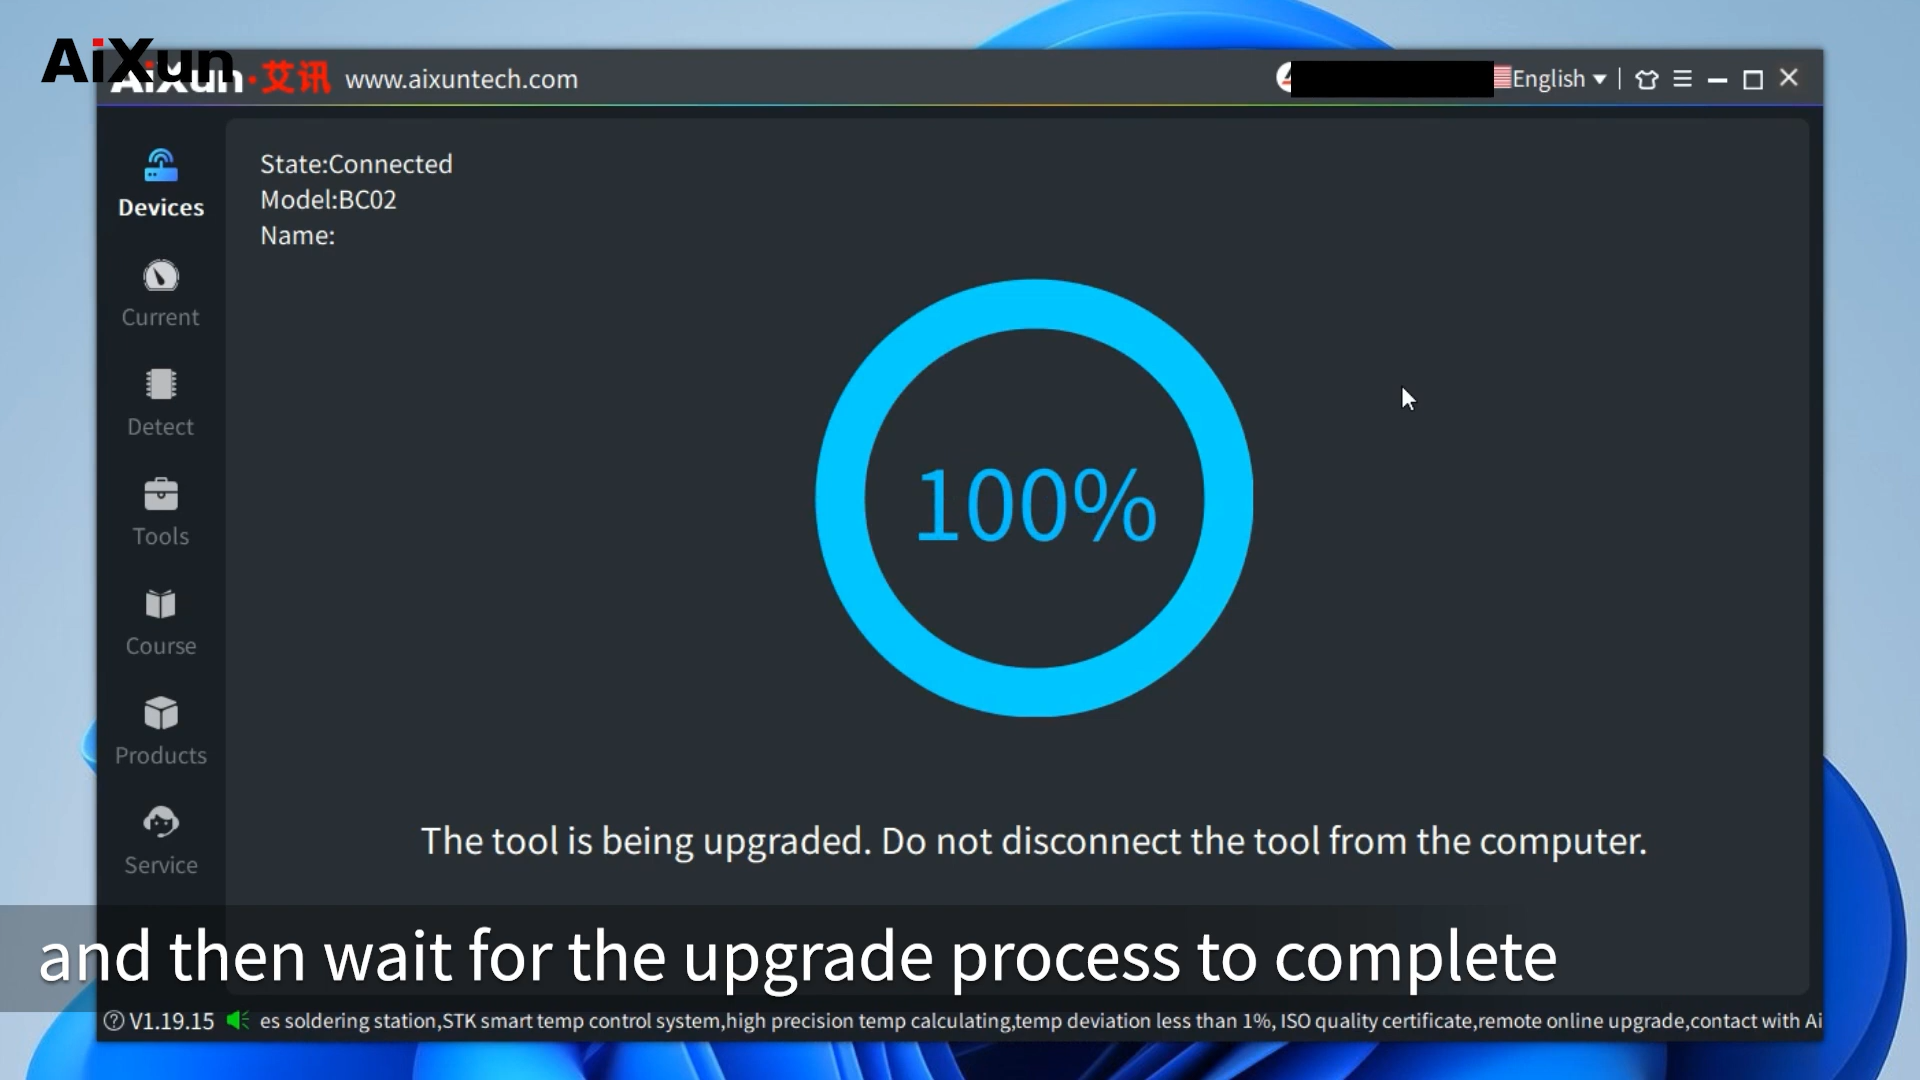 AiXun
AiXun·艾讯 www.aixuntech.com
English
State:Connected
Model:BC02
Name:
Devices
Current
Detect
Tools
Course
Products
Service
100%
The tool is being upgraded. Do not disconnect the tool from the computer.
and then wait for the upgrade process to complete
V1.19.15 es soldering station,STK smart temp control system,high precision temp calculating,temp deviation less than 1%, ISO quality certificate,remote online upgrade,contact with Ai